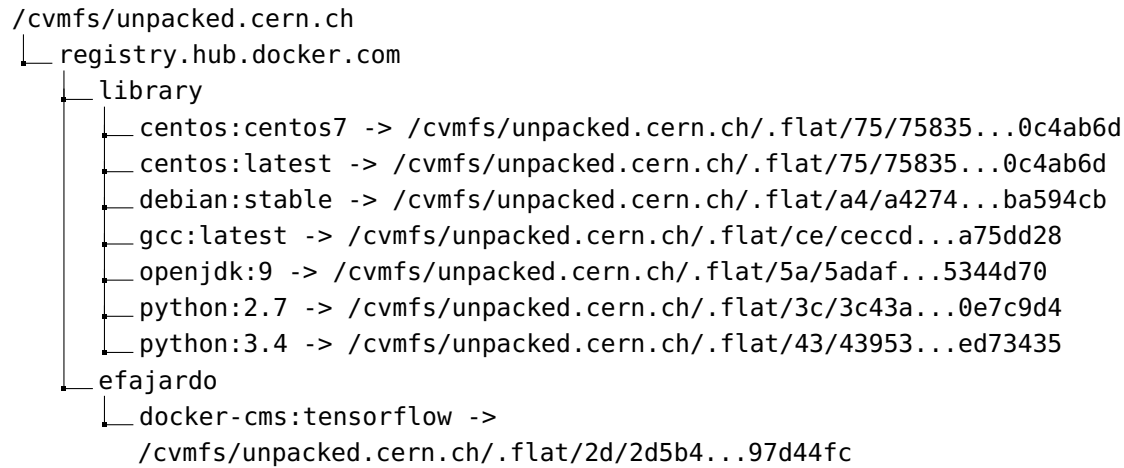 /cvmfs/unpacked.cern.ch
registry.hub.docker.com
library
centos:centos7 -> /cvmfs/unpacked.cern.ch/.flat/75/75835...0c4ab6d
centos:latest -> /cvmfs/unpacked.cern.ch/.flat/75/75835...0c4ab6d
debian:stable -> /cvmfs/unpacked.cern.ch/.flat/a4/a4274...ba594cb
gcc:latest -> /cvmfs/unpacked.cern.ch/.flat/ce/ceccd...a75dd28
openjdk:9 -> /cvmfs/unpacked.cern.ch/.flat/5a/5adaf...5344d70
python:2.7 -> /cvmfs/unpacked.cern.ch/.flat/3c/3c43a...0e7c9d4
python:3.4 -> /cvmfs/unpacked.cern.ch/.flat/43/43953...ed73435
efajardo
docker-cms:tensorflow ->
/cvmfs/unpacked.cern.ch/.flat/2d/2d5b4...97d44fc